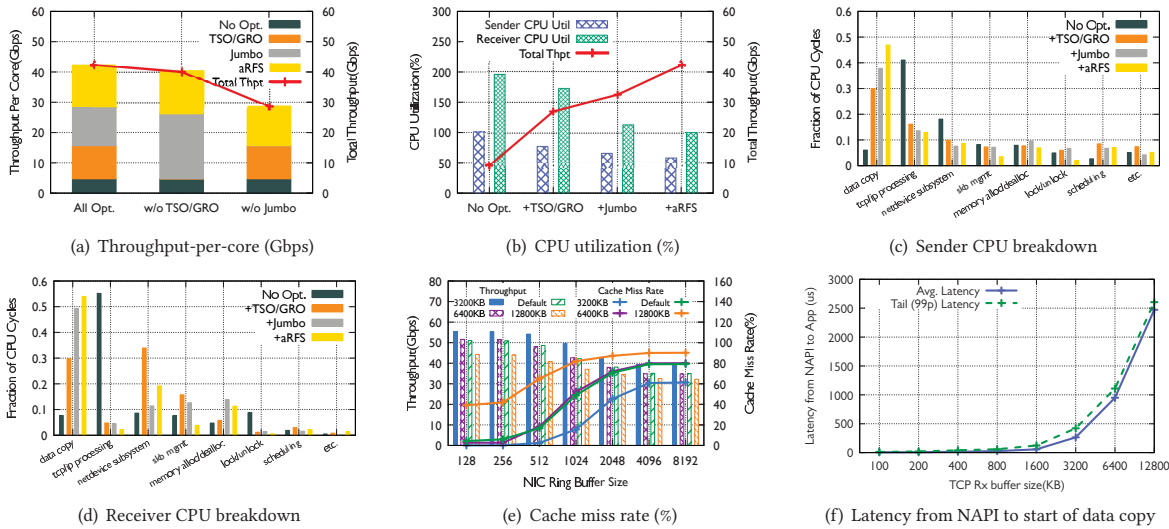 No Opt.
TSO/GRO
Jumbo
aRFS
Total Thpt
Throughput Per Core(Gbps)
Total Throughput(Gbps)
60
50
40
30
20
10
0
60
50
40
30
20
10
0
All Opt. w/o TSO/GRO w/o Jumbo
(a) Throughput-per-core (Gbps)
Sender CPU Util
Receiver CPU Util
Total Thpt
CPU Utilization(%)
Total Throughput(Gbps)
300
250
200
150
100
50
0
60
50
40
30
20
10
0
No Opt. +TSO/GRO +Jumbo +aRFS
(b) CPU utilization (%)
No Opt.
+TSO/GRO
+Jumbo
+aRFS
Fraction of CPU Cycles
0.6
0.5
0.4
0.3
0.2
0.1
0
data copy
tcp/ip processing
netdevice subsystem
skb mgmt
memory alloc/dealloc
lock/unlock
scheduling
etc.
(c) Sender CPU breakdown
No Opt.
+TSO/GRO
+Jumbo
+aRFS
Fraction of CPU Cycles
0.6
0.5
0.4
0.3
0.2
0.1
0
data copy
tcp/ip processing
netdevice subsystem
skb mgmt
memory alloc/dealloc.
lock/unlock
scheduling
etc.
(d) Receiver CPU breakdown
Throughput Cache Miss Rate
3200KB Default 3200KB Default
6400KB 12800KB 6400KB 12800KB
Throughput(Gbps)
Cache Miss Rate(%)
80
70
60
50
40
30
20
10
0
160
140
120
100
80
60
40
20
0
128 256 512 1024 2048 4096 8192
NIC Ring Buffer Size
(e) Cache miss rate (%)
Avg. Latency
Tail (99p) Latency
Latency from NAPI to App (us)
3000
2500
2000
1500
1000
500
0
100 200 400 800 1600 3200 6400 12800
TCP Rx buffer size(KB)
(f) Latency from NAPI to start of data copy